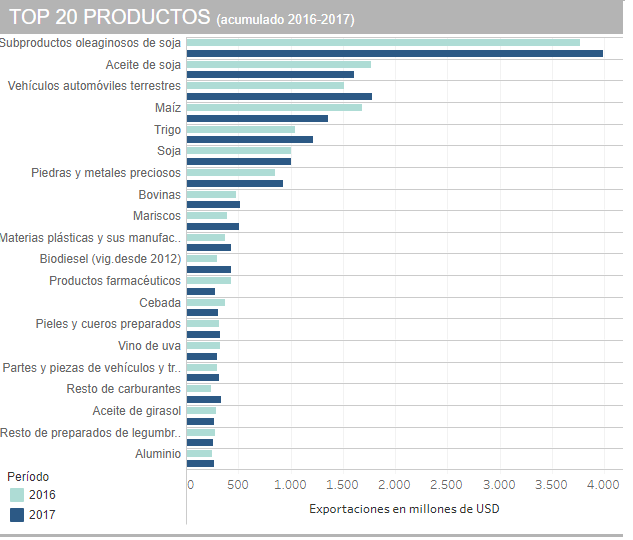 TOP 20 PRODUCTOS (acumulado 2016-2017)
Subproductos oleaginosos de soja
Aceite de soja
Vehículos automóviles terrestres
Maíz
Trigo
Soja
Piedras y metales preciosos
Bovinas
Mariscos
Materias plásticas y sus manufac..
Biodiesel (vig.desde 2012)
Productos farmacéuticos
Cebada
Pieles y cueros preparados
Vino de uva
Partes y piezas de vehículos y tr..
Resto de carburantes
Aceite de girasol
Resto de preparados de legumbr..
Aluminio
0 500 1.000 1.500 2.000 2.500 3.000 3.500 4.000
Exportaciones en millones de USD
Período
2016
2017